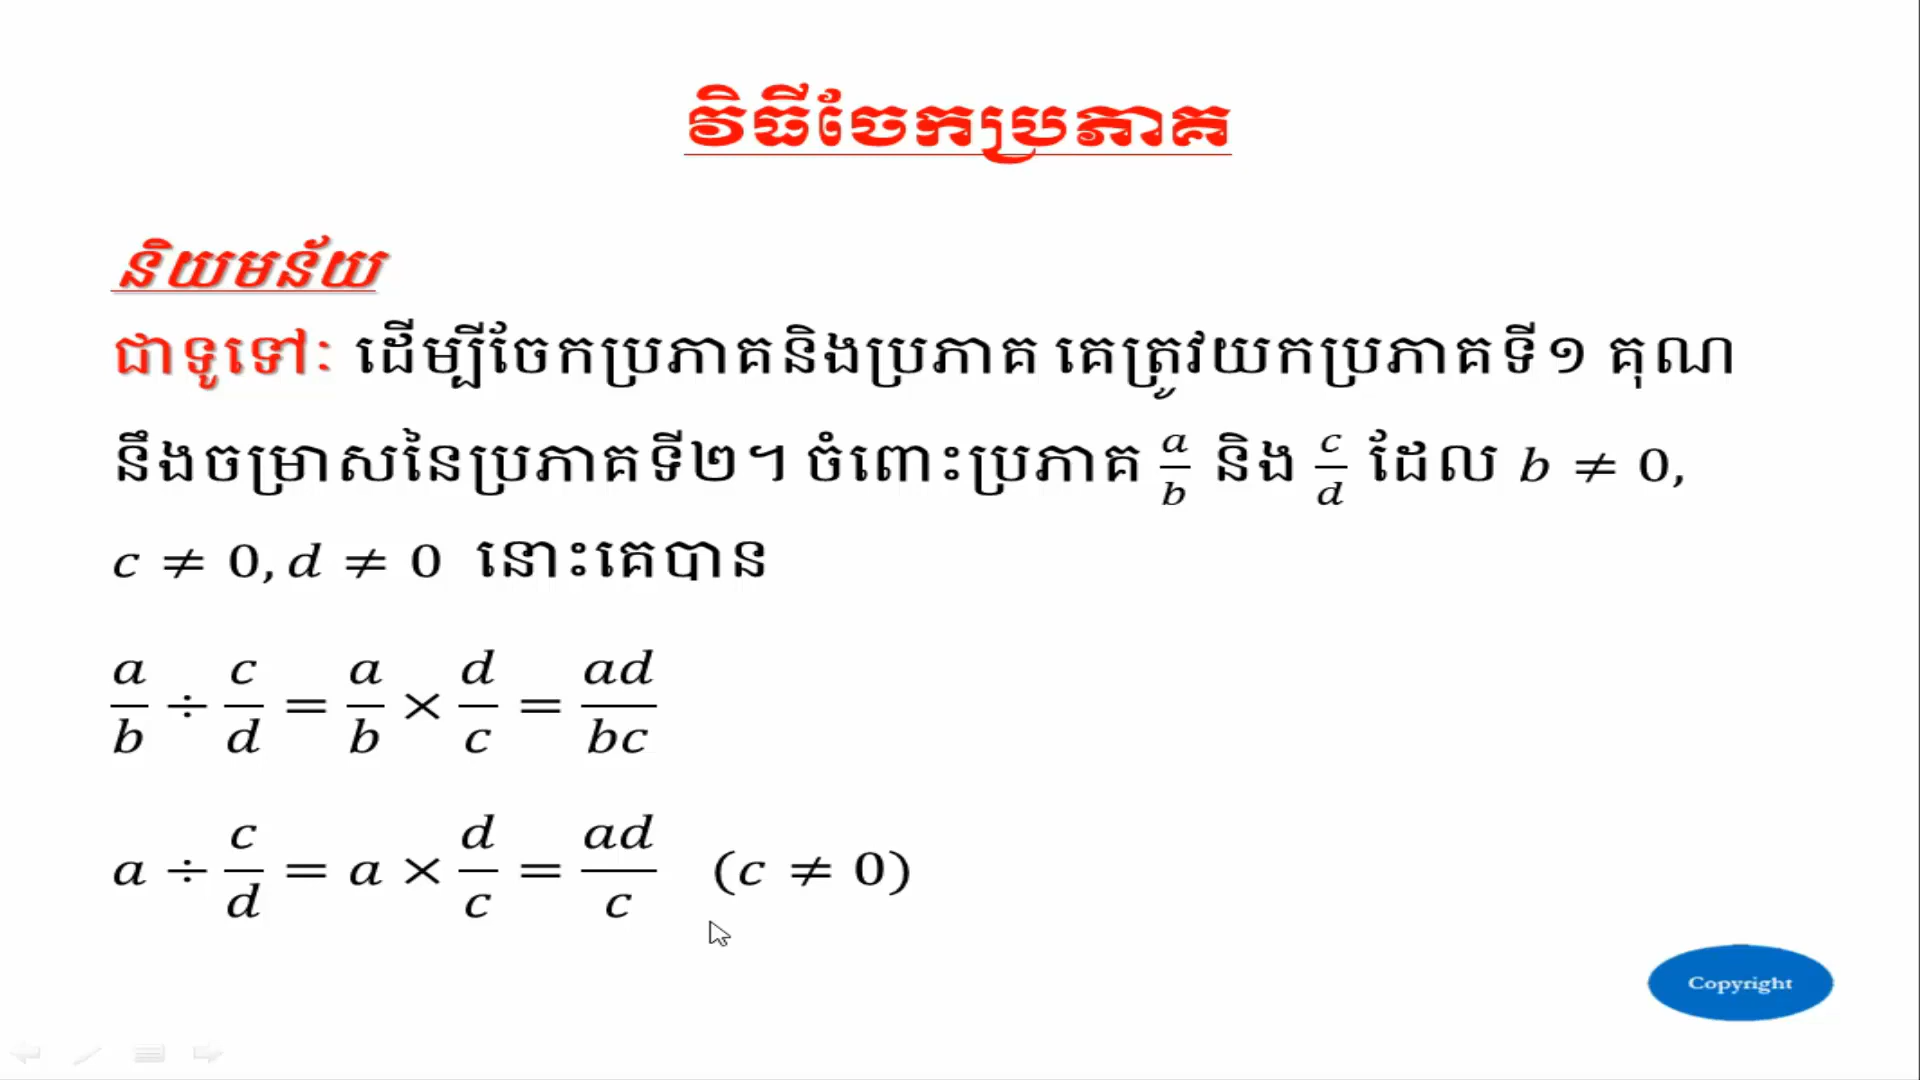 វិធីចែកប្រភាគ
និយមន័យ
ជាទូទៅ: ដើម្បីចែកប្រភាគនិងប្រភាគ គេត្រូវយកប្រភាគទី១ គុណ
នឹងចម្រាសនៃប្រភាគទី២។ ចំពោះប្រភាគ a/b និង c/d ដែល b ≠ 0,
c ≠ 0, d ≠ 0 នោះគេបាន
a/b ÷ c/d = a/b × d/c = ad/bc
a ÷ c/d = a × d/c = ad/c (c ≠ 0)
Copyright